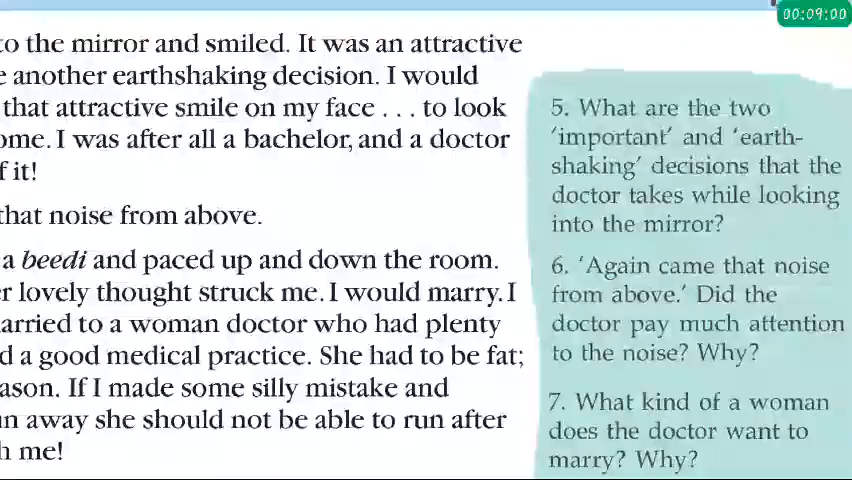 00:09:00
to the mirror and smiled. It was an attractive
another earthshaking decision. I would
that attractive smile on my face . . . to look
ome. I was after all a bachelor, and a doctor
f it!
that noise from above.
a beedi and paced up and down the room.
r lovely thought struck me. I would marry. I
arried to a woman doctor who had plenty
d a good medical practice. She had to be fat;
ason. If I made some silly mistake and
n away she should not be able to run after
h me!
5. What are the two
‘important’ and ‘earth-
shaking’ decisions that the
doctor takes while looking
into the mirror?
6. ‘Again came that noise
from above.’ Did the
doctor pay much attention
to the noise? Why?
7. What kind of a woman
does the doctor want to
marry? Why?